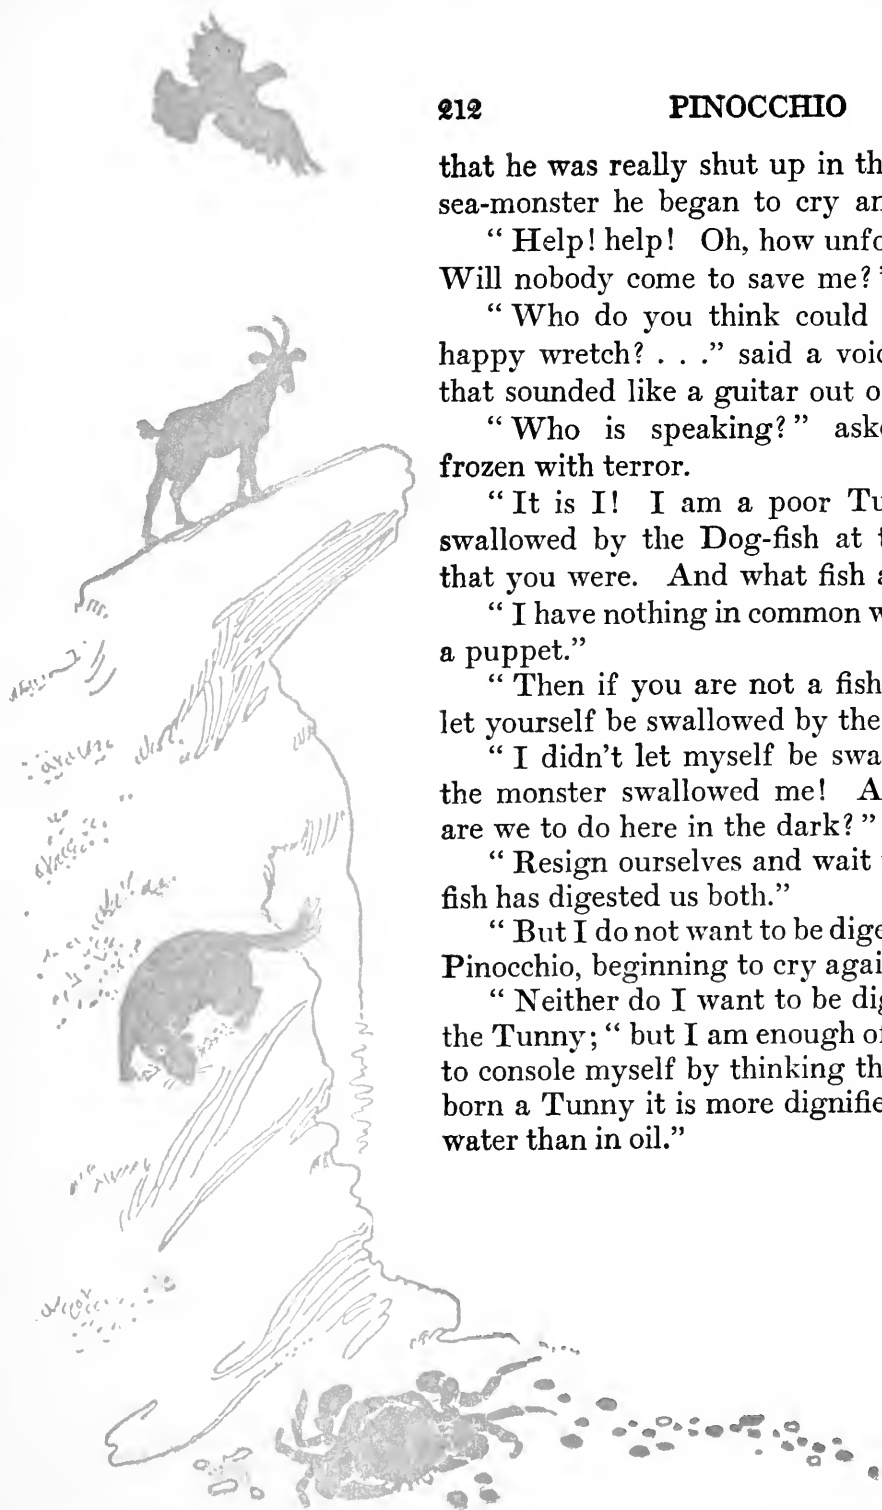 212 PINOCCHIO
that he was really shut up in th
sea-monster he began to cry an
“ Help! help! Oh, how unfo
Will nobody come to save me?”
“ Who do you think could
happy wretch? . . .” said a voic
that sounded like a guitar out o
“ Who is speaking? ” ask
frozen with terror.
“ It is I! I am a poor Tu
swallowed by the Dog-fish at t
that you were. And what fish a
“ I have nothing in common w
a puppet.”
“ Then if you are not a fish
let yourself be swallowed by the
“ I didn’t let myself be swa
the monster swallowed me! A
are we to do here in the dark? ”
“ Resign ourselves and wait
fish has digested us both.”
“ But I do not want to be dige
Pinocchio, beginning to cry agai
“ Neither do I want to be dig
the Tunny; “ but I am enough of
to console myself by thinking th
born a Tunny it is more dignifie
water than in oil.”